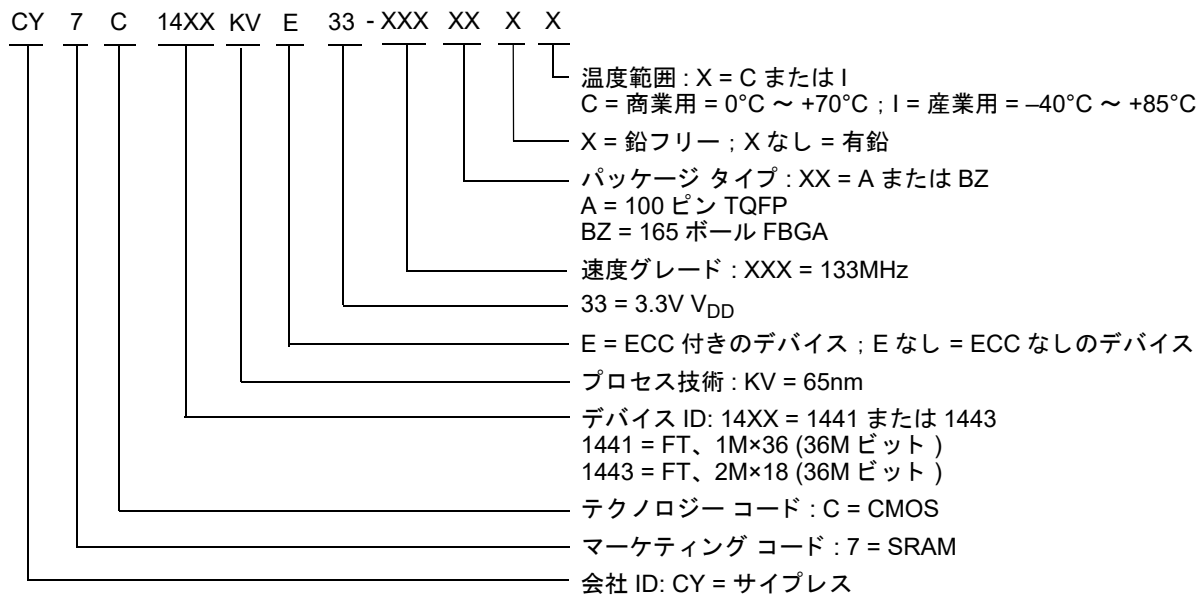 CY 7 C 14XX KV E 33 - XXX XX X X
温度範囲 : X = C または I
C = 商業用 = 0°C ～ +70°C ; I = 産業用 = –40°C ～ +85°C
X = 鉛フリー ; X なし = 有鉛
パッケージ タイプ : XX = A または BZ
A = 100 ピン TQFP
BZ = 165 ボール FBGA
速度グレード : XXX = 133MHz
33 = 3.3V VDD
E = ECC 付きのデバイス ; E なし = ECC なしのデバイス
プロセス技術 : KV = 65nm
デバイス ID: 14XX = 1441 または 1443
1441 = FT、1M×36 (36M ビット )
1443 = FT、2M×18 (36M ビット )
テクノロジー コード : C = CMOS
マーケティング コード : 7 = SRAM
会社 ID: CY = サイプレス